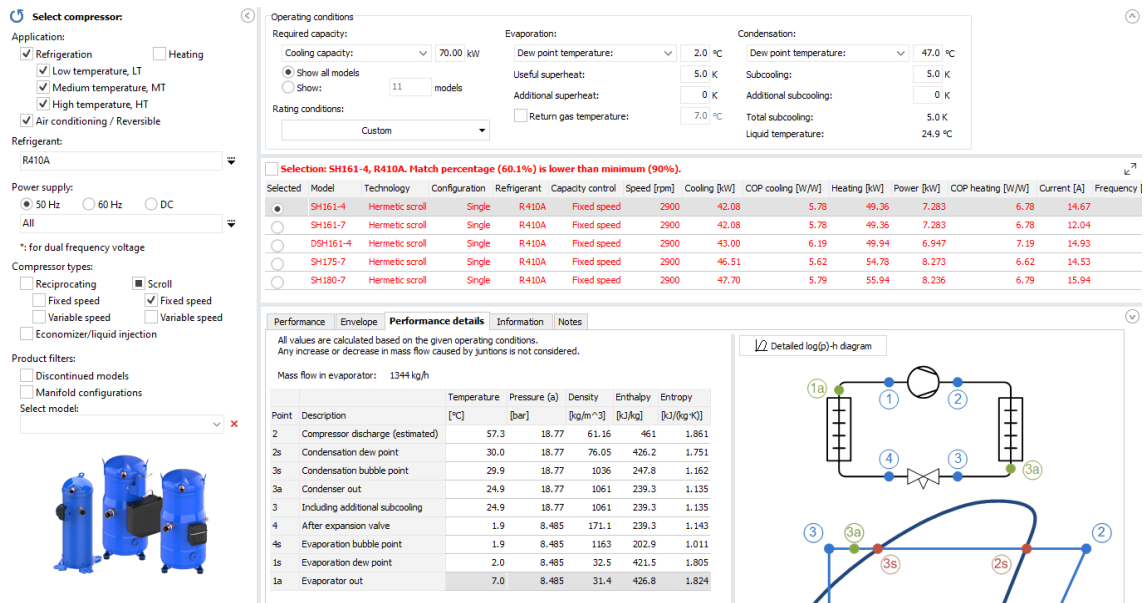 Select compressor:
Application:
Refrigeration Heating
Low temperature, LT
Medium temperature, MT
High temperature, HT
Air conditioning / Reversible
Refrigerant:
R410A
Power supply:
50 Hz 60 Hz DC
All
*: for dual frequency voltage
Compressor types:
Reciprocating Scroll
Fixed speed Fixed speed
Variable speed Variable speed
Economizer/liquid injection
Product filters:
Discontinued models
Manifold configurations
Select model:
Operating conditions
Required capacity: Evaporation: Condensation:
Cooling capacity: 70.00 kW Dew point temperature: 2.0 °C Dew point temperature: 47.0 °C
Show all models Useful superheat: 5.0 K Subcooling: 5.0 K
Show: 11 models Additional superheat: 0 K Additional subcooling: 0 K
Rating conditions: Return gas temperature: 7.0 °C Total subcooling: 5.0 K
Custom Liquid temperature: 24.9 °C
Selection: SH161-4, R410A. Match percentage (60.1%) is lower than minimum (90%).
Selected Model Technology Configuration Refrigerant Capacity control Speed [rpm] Cooling [kW] COP cooling [W/W] Heating [kW] Power [kW] COP heating [W/W] Current [A] Frequency [
SH161-4 Hermetic scroll Single R410A Fixed speed 2900 42.08 5.78 49.36 7.283 6.78 14.67
SH161-7 Hermetic scroll Single R410A Fixed speed 2900 42.08 5.78 49.36 7.283 6.78 12.04
DSH161-4 Hermetic scroll Single R410A Fixed speed 2900 43.00 6.19 49.94 6.947 7.19 14.93
SH175-7 Hermetic scroll Single R410A Fixed speed 2900 46.51 5.62 54.78 8.273 6.62 14.53
SH180-7 Hermetic scroll Single R410A Fixed speed 2900 47.70 5.79 55.94 8.236 6.79 15.94
Performance Envelope Performance details Information Notes
All values are calculated based on the given operating conditions.
Any increase or decrease in mass flow caused by juntions is not considered.
Mass flow in evaporator: 1344 kg/h
Temperature Pressure (a) Density Enthalpy Entropy
Point Description [°C] [bar] [kg/m^3] [kJ/kg] [kJ/(kg·K)]
2 Compressor discharge (estimated) 57.3 18.77 61.16 461 1.861
2s Condensation dew point 30.0 18.77 76.05 426.2 1.751
3s Condensation bubble point 29.9 18.77 1036 247.8 1.162
3a Condenser out 24.9 18.77 1061 239.3 1.135
3 Including additional subcooling 24.9 18.77 1061 239.3 1.135
4 After expansion valve 1.9 8.485 171.1 239.3 1.143
4s Evaporation bubble point 1.9 8.485 1163 202.9 1.011
1s Evaporation dew point 2.0 8.485 32.5 421.5 1.805
1a Evaporator out 7.0 8.485 31.4 426.8 1.824
Detailed log(p)-h diagram
1a 1 2
4 3 3a
3 3a 2
3s 2s